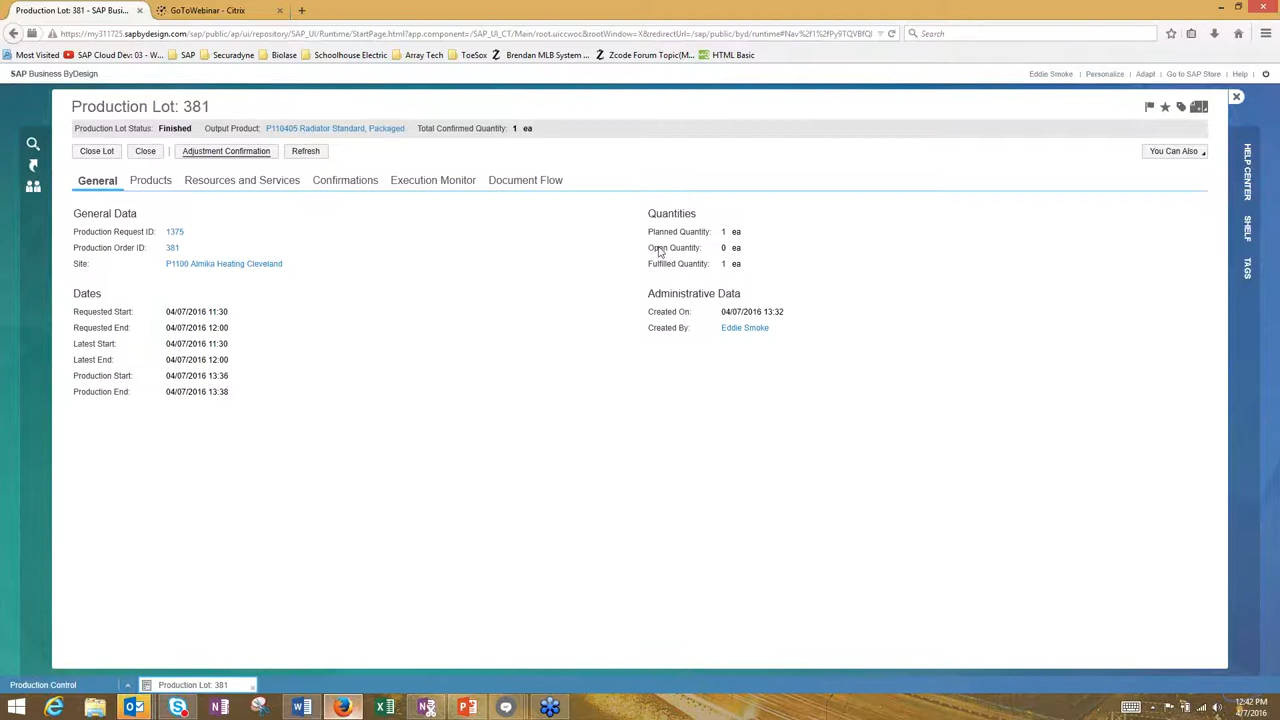 Production Lot: 381 - SAP Busi...
GoToWebinar - Citrix
https://my311725.sapbydesign.com/sap/public/ap/ui/repository/SAP_UI/Runtime/StartPage.html?app.component=/SAP_UI_CT/Main/root.uiccwoc&rootWindow=X&redirectUrl=/sap/public/byd/runtime#Nav%2f1%2fPy9TQVBfQl
Search
Most Visited SAP Cloud Dev: 03 - W... SAP Securadyne Biolase Schoolhouse Electric Array Tech ToeSox Brendan MLB System ... Zcode Forum Topic(M... HTML Basic
SAP Business ByDesign
Eddie Smoke Personalize Adapt Go to SAP Store Help
Production Lot: 381
Production Lot Status: Finished Output Product: P110405 Radiator Standard, Packaged Total Confirmed Quantity: 1 ea
Close Lot Close Adjustment Confirmation Refresh You Can Also
General Products Resources and Services Confirmations Execution Monitor Document Flow
General Data
Production Request ID: 1375
Production Order ID: 381
Site: P1100 Almika Heating Cleveland
Dates
Requested Start: 04/07/2016 11:30
Requested End: 04/07/2016 12:00
Latest Start: 04/07/2016 11:30
Latest End: 04/07/2016 12:00
Production Start: 04/07/2016 13:36
Production End: 04/07/2016 13:38
Quantities
Planned Quantity: 1 ea
Open Quantity: 0 ea
Fulfilled Quantity: 1 ea
Administrative Data
Created On: 04/07/2016 13:32
Created By: Eddie Smoke
HELP CENTER
SHELF
TAGS
Production Control
Production Lot: 381
12:42 PM
4/7/2016